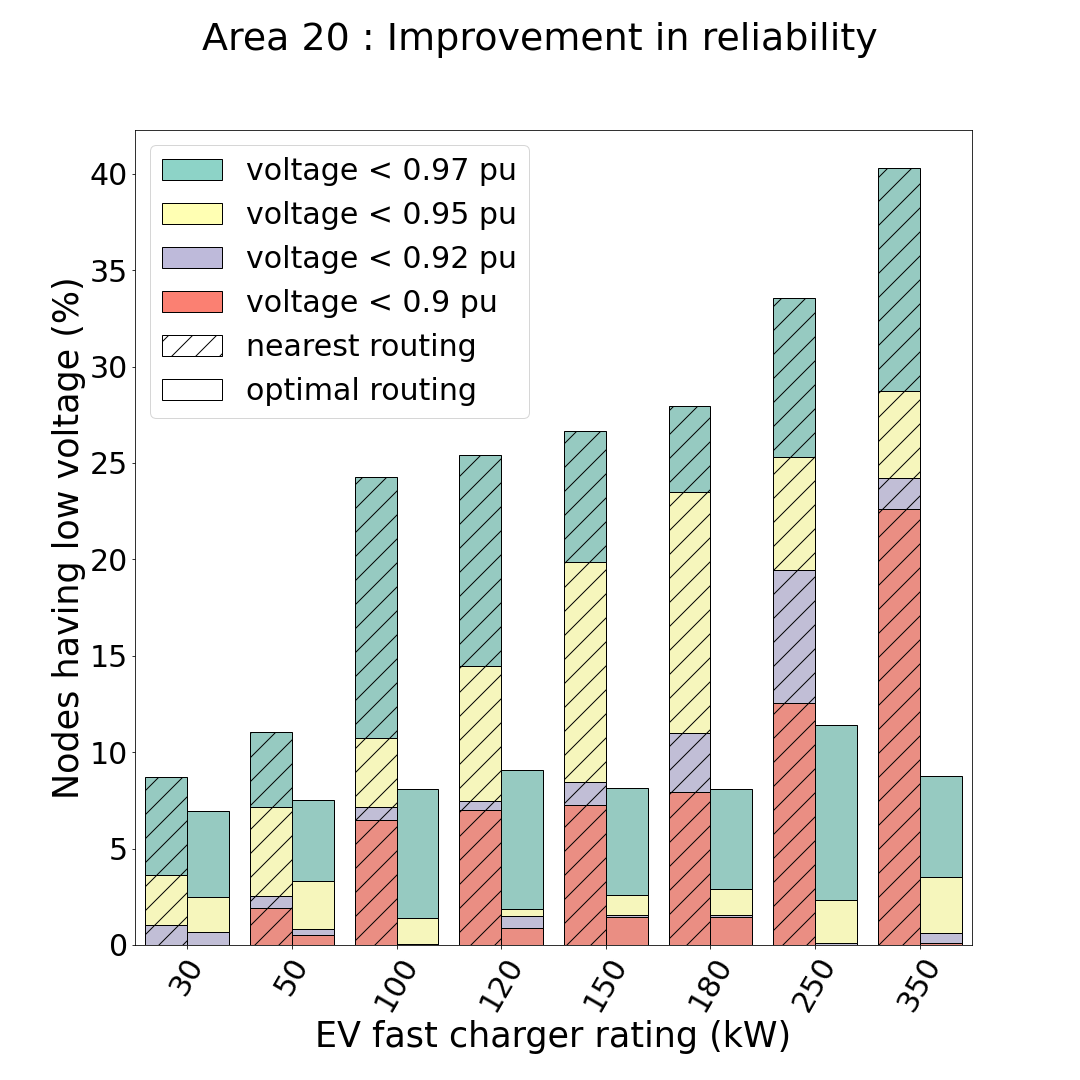 Area 20 : Improvement in reliability
voltage < 0.97 pu
voltage < 0.95 pu
voltage < 0.92 pu
voltage < 0.9 pu
nearest routing
optimal routing
Nodes having low voltage (%)
40
35
30
25
20
15
10
5
0
30 50 100 120 150 180 250 350
EV fast charger rating (kW)